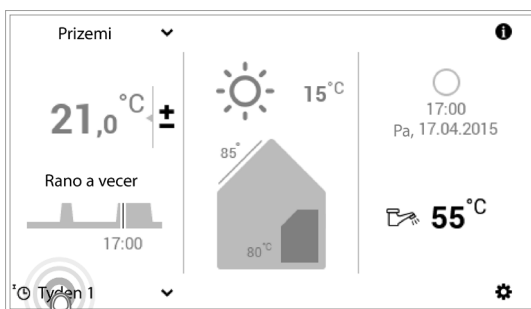 Prizemi
21,0 °C ±
Rano a vecer
17:00
Tyden 1
15 °C
85°
80 °C
17:00
Pa, 17.04.2015
55 °C